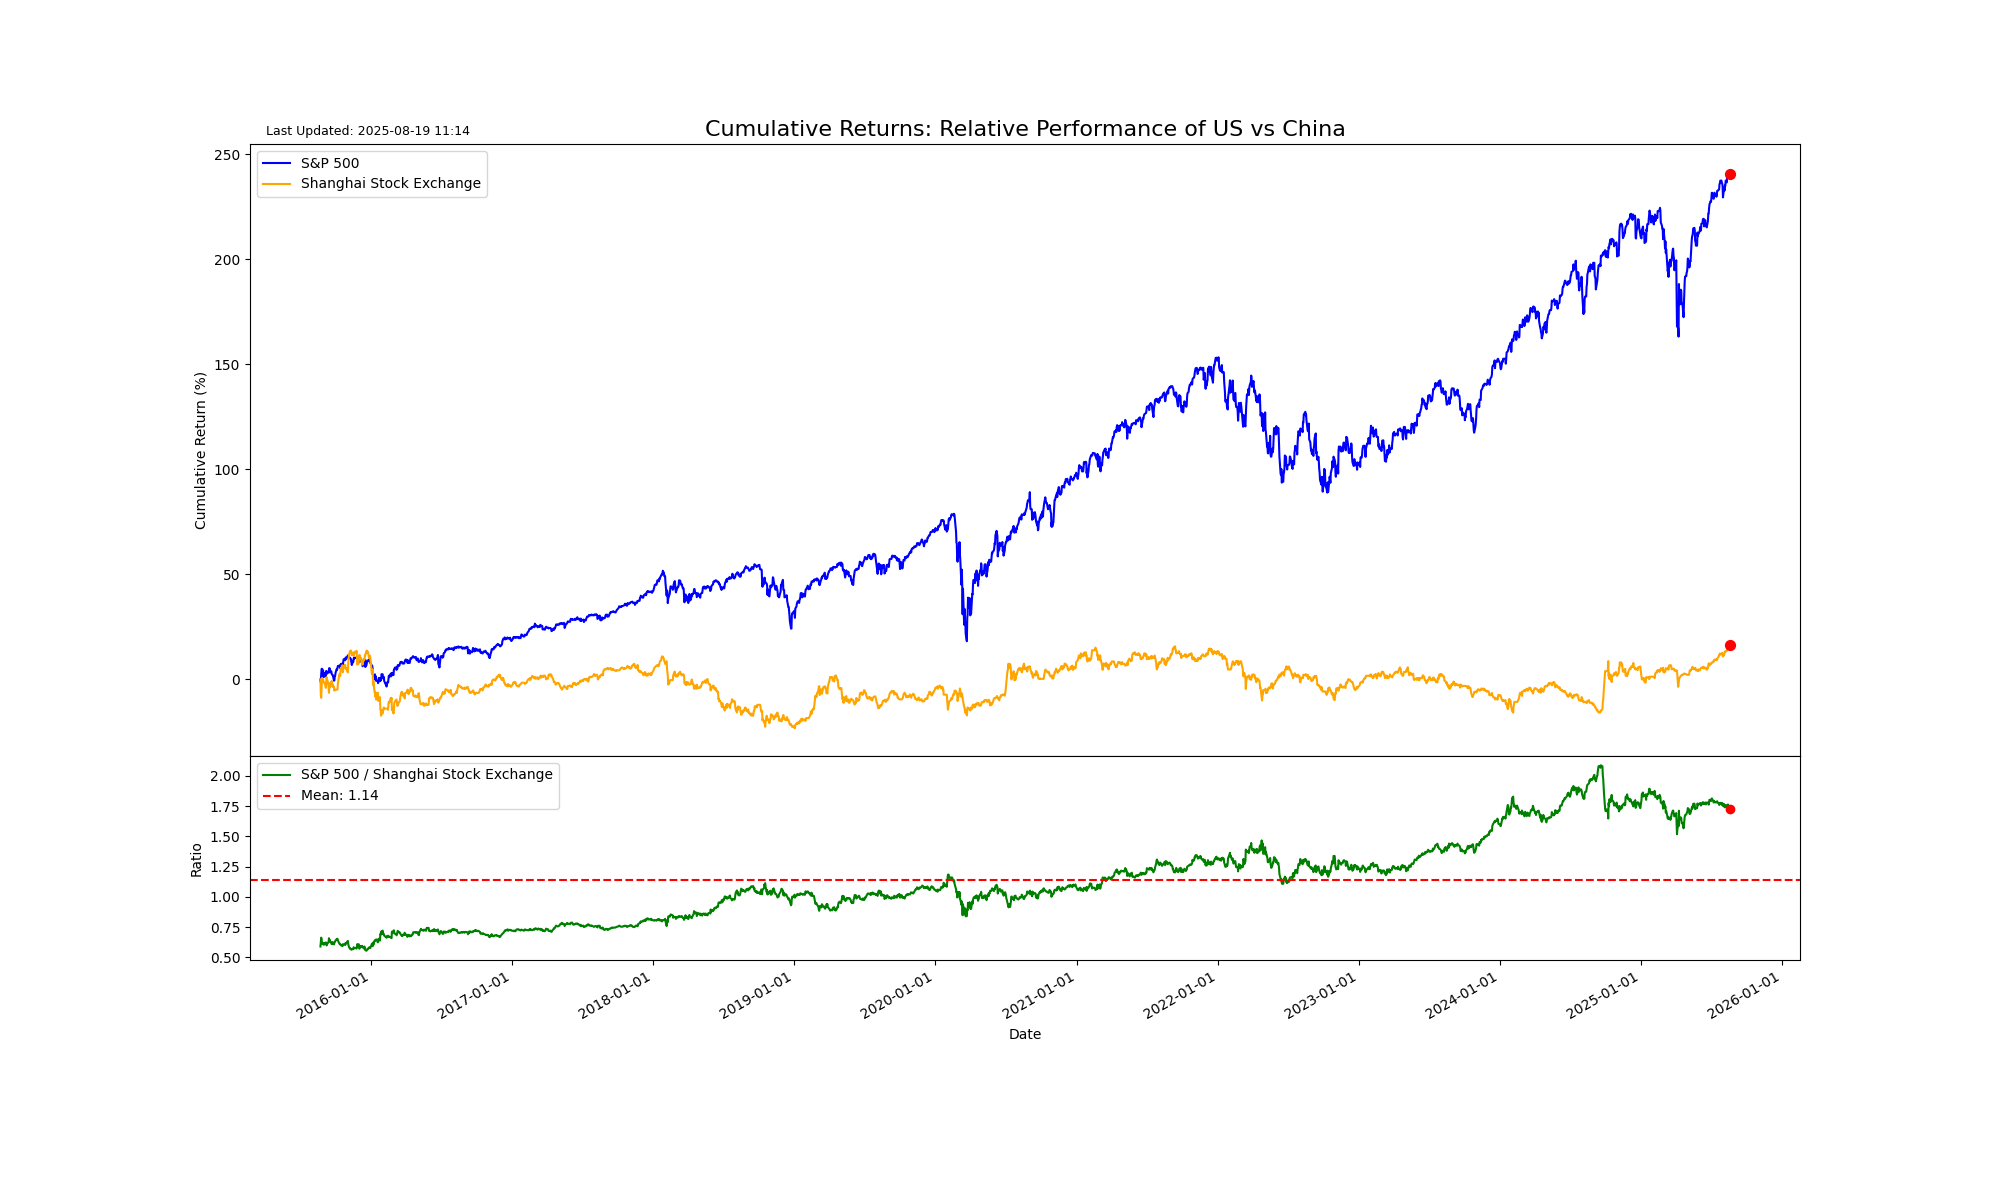 Last Updated: 2025-08-19 11:14
Cumulative Returns: Relative Performance of US vs China
S&P 500
Shanghai Stock Exchange
Cumulative Return (%)
250
200
150
100
50
0
S&P 500 / Shanghai Stock Exchange
Mean: 1.14
Ratio
2.00
1.75
1.50
1.25
1.00
0.75
0.50
2016-01-01
2017-01-01
2018-01-01
2019-01-01
2020-01-01
2021-01-01
2022-01-01
2023-01-01
2024-01-01
2025-01-01
2026-01-01
Date